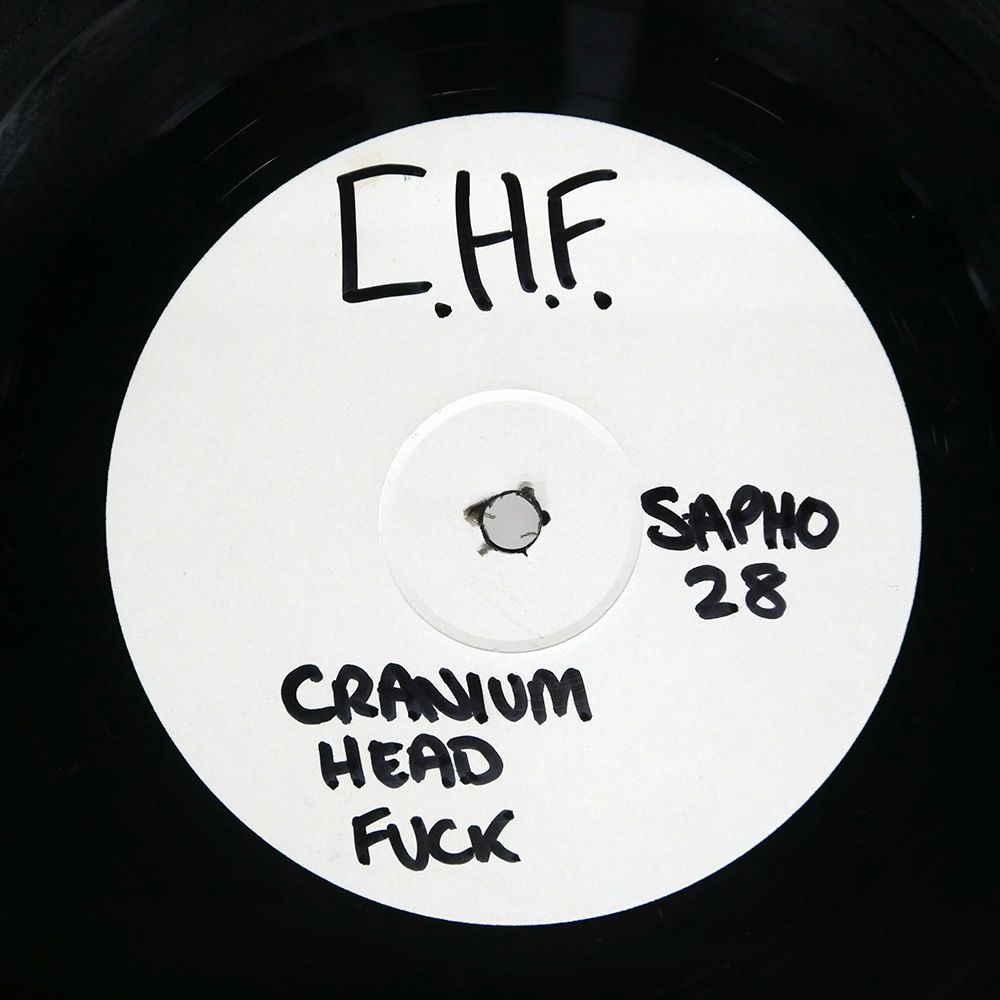 C.H.F.
SAPHO
28
CRANIUM
HEAD
FUCK